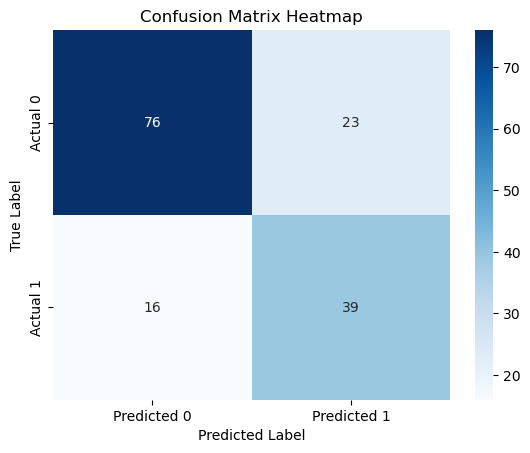 Confusion Matrix Heatmap
Actual 0
76
23
Actual 1
16
39
True Label
Predicted 0
Predicted 1
Predicted Label
70
60
50
40
30
20